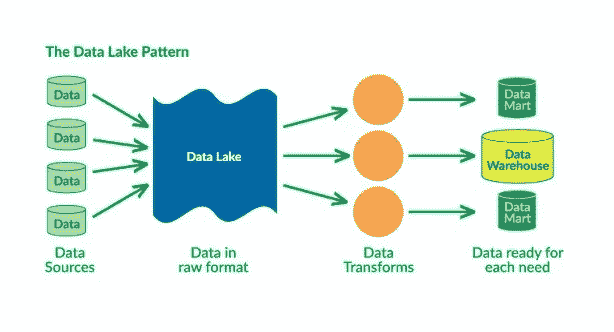 The Data Lake Pattern
Data
Data
Data
Data
Data Lake
Data
Mart
Data
Warehouse
Data
Mart
Data
Sources
Data in
raw format
Data
Transforms
Data ready for
each need